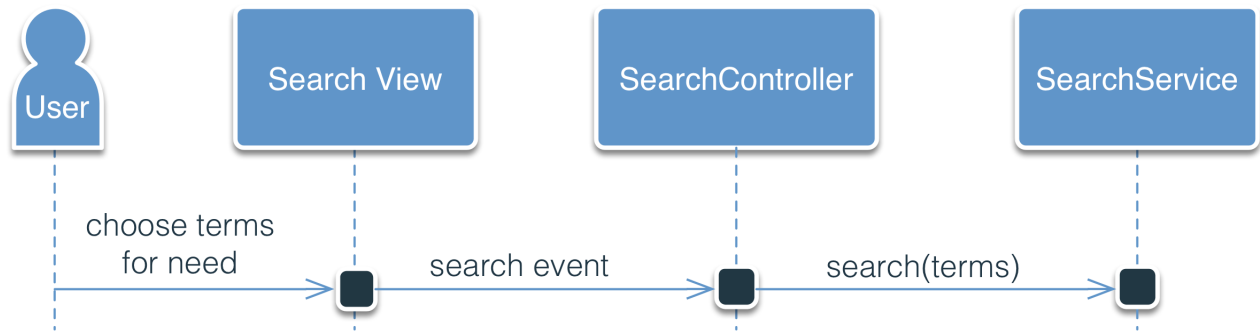 User
Search View
SearchController
SearchService
choose terms
for need
search event
search(terms)